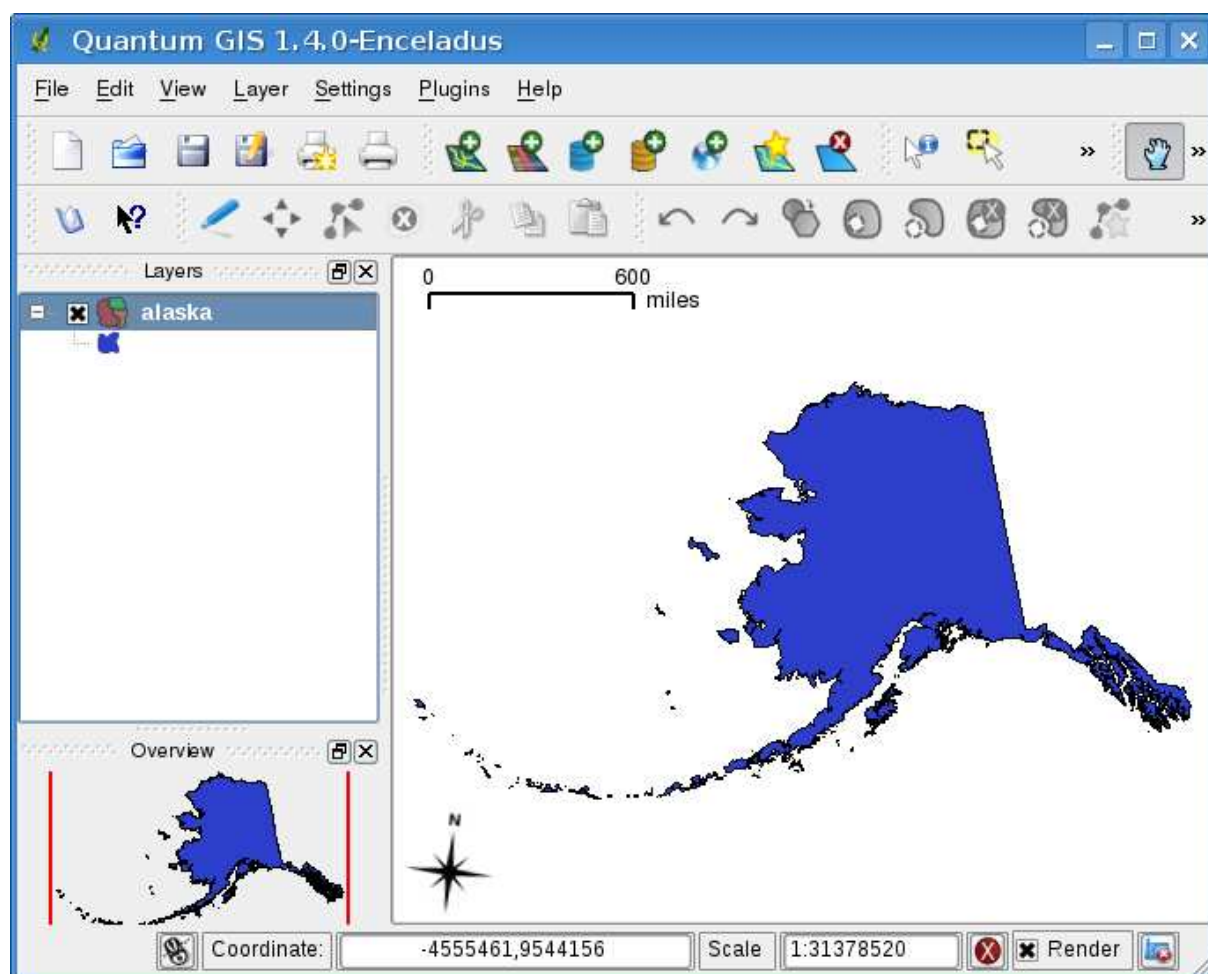 Quantum GIS 1.4.0-Enceladus
File Edit View Layer Settings Plugins Help
Layers
alaska
0 600
miles
Overview
N
Coordinate: -4555461,9544156 Scale 1:31378520 Render